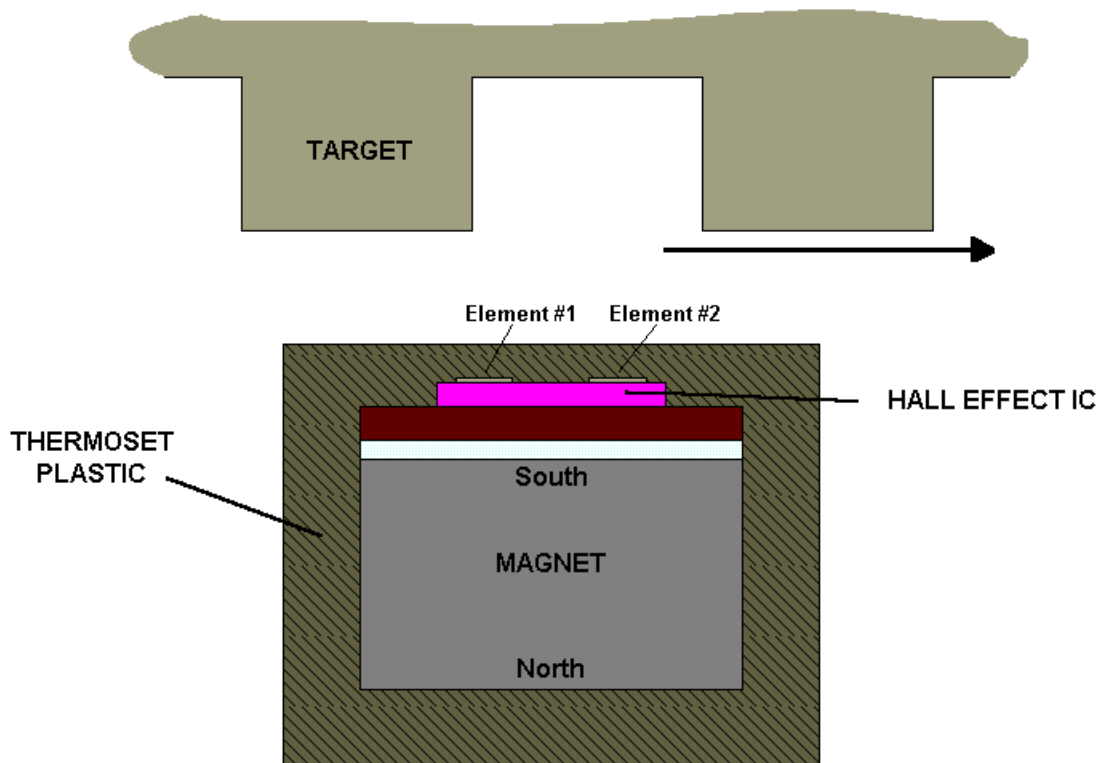 TARGET
Element #1
Element #2
HALL EFFECT IC
THERMOSET
PLASTIC
South
MAGNET
North